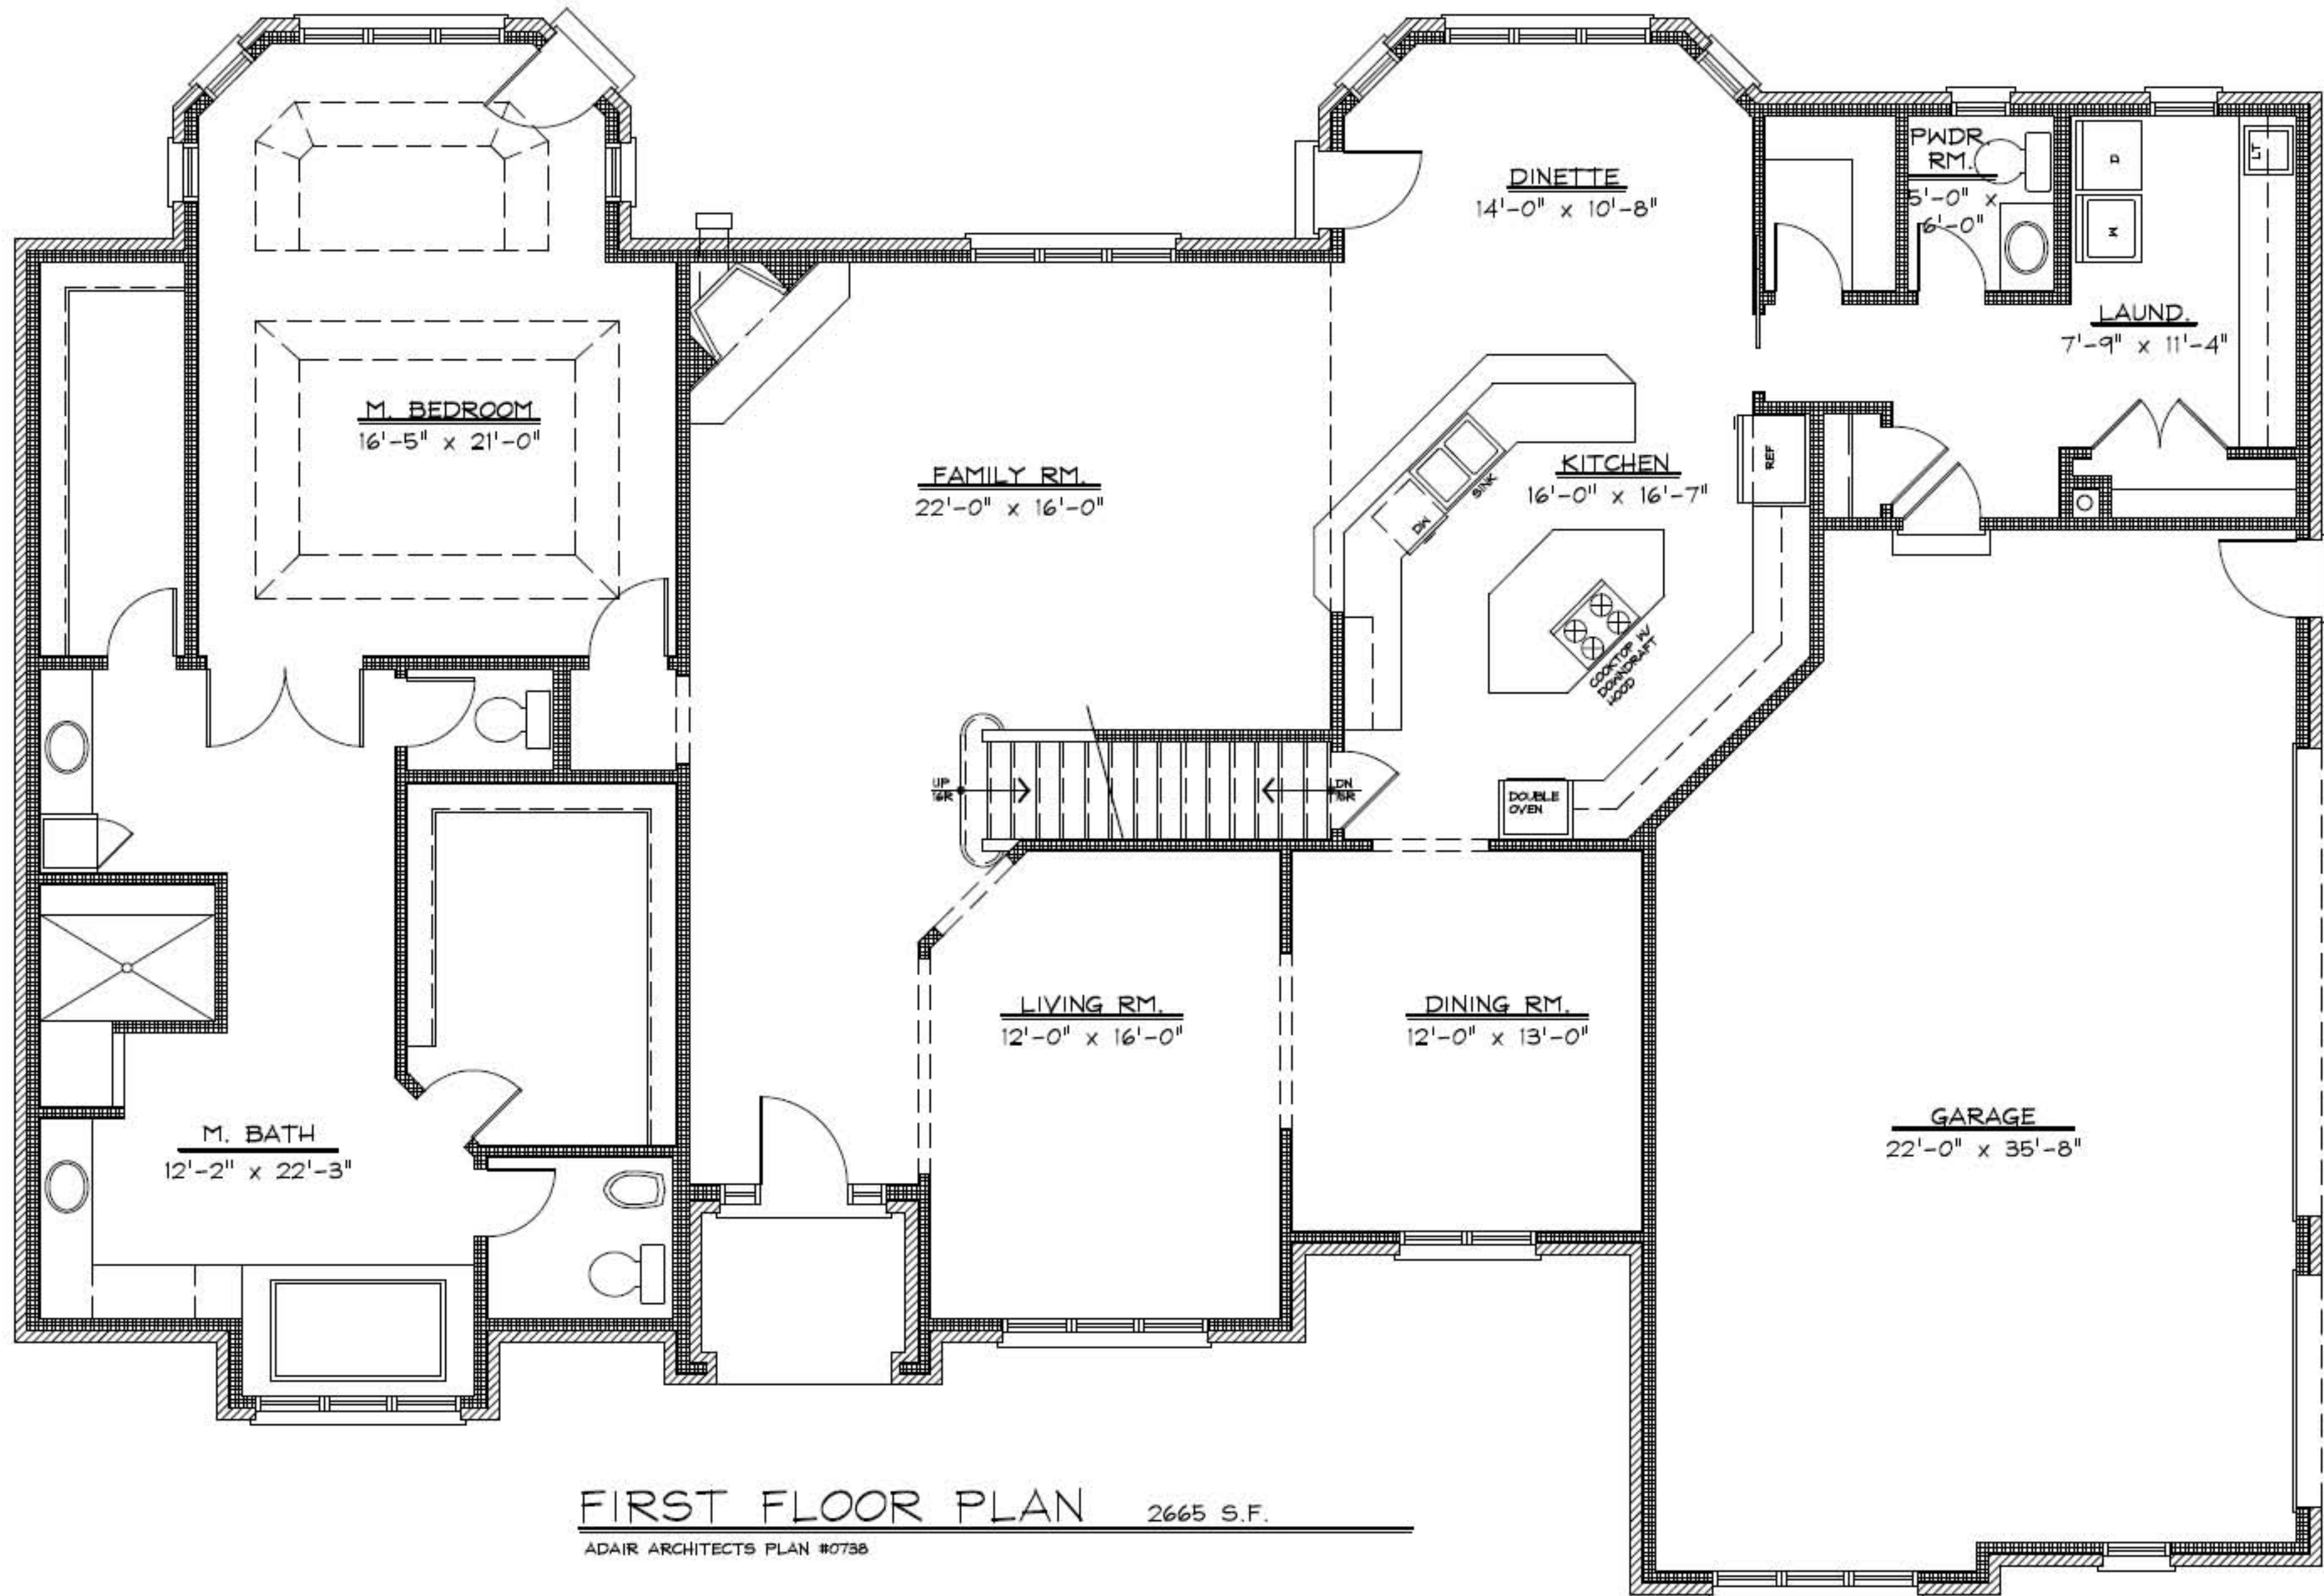 PWDR.
RM.
5'-0" x
6'-0"
D
W
LT
DINETTE
14'-0" x 10'-8"
LAUND.
7'-9" x 11'-4"
M. BEDROOM
16'-5" x 21'-0"
FAMILY RM.
22'-0" x 16'-0"
KITCHEN
16'-0" x 16'-7"
REF
SINK
DW
COOKTOP W/
DOWNDRAFT
HOOD
UP
16R
DN
DOUBLE
OVEN
LIVING RM.
12'-0" x 16'-0"
DINING RM.
12'-0" x 13'-0"
M. BATH
12'-2" x 22'-3"
GARAGE
22'-0" x 35'-8"
FIRST FLOOR PLAN 2665 S.F.
ADAIR ARCHITECTS PLAN #0738